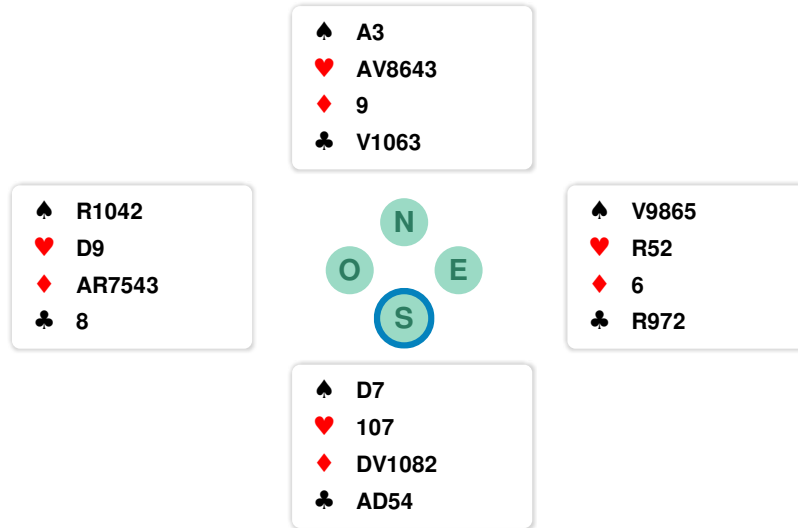 ♠ A3
♥ AV8643
♦ 9
♣ V1063
♠ R1042
♥ D9
♦ AR7543
♣ 8
N
O E
S
♠ V9865
♥ R52
♦ 6
♣ R972
♠ D7
♥ 107
♦ DV1082
♣ AD54